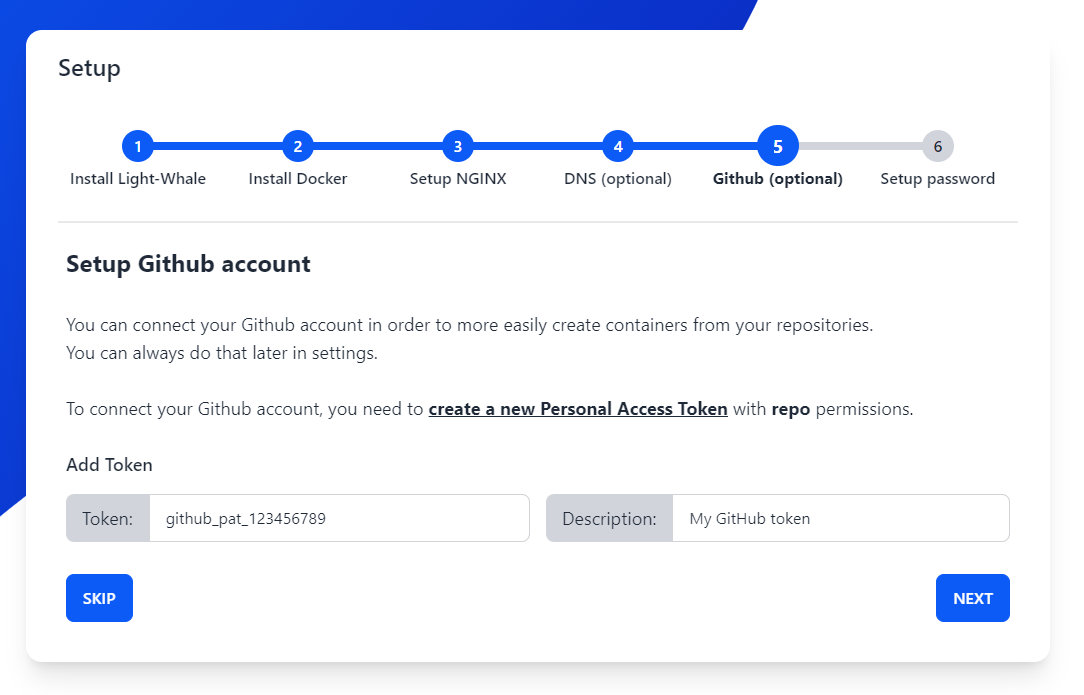 Setup
1 2 3 4 5 6
Install Light-Whale Install Docker Setup NGINX DNS (optional) Github (optional) Setup password
Setup Github account
You can connect your Github account in order to more easily create containers from your repositories.
You can always do that later in settings.
To connect your Github account, you need to create a new Personal Access Token with repo permissions.
Add Token
Token: github_pat_123456789 Description: My GitHub token
SKIP NEXT